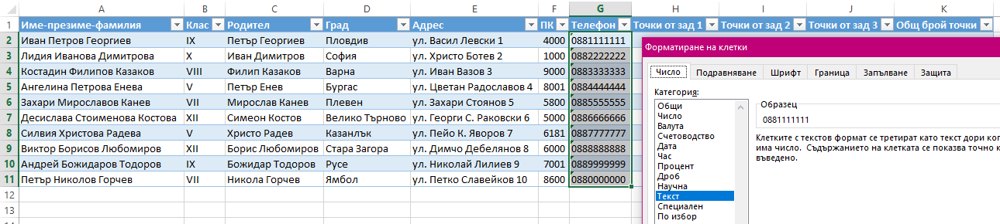 A B C D E F G H I J K
1 Име-презиме-фамилия Клас Родител Град Адрес ПК Телефон Точки от зад 1 Точки от зад 2 Точки от зад 3 Общ брой точки
2 Иван Петров Георгиев IX Петър Георгиев Пловдив ул. Васил Левски 1 4000 0881111111
3 Лидия Иванова Димитрова X Иван Димитров София ул. Христо Ботев 2 1000 0882222222
4 Костадин Филипов Казаков VIII Филип Казаков Варна ул. Иван Вазов 3 9000 0883333333
5 Ангелина Петрова Енева V Петър Енев Бургас ул. Цветан Радославов 4 8001 0884444444
6 Захари Мирославов Канев VII Мирослав Канев Плевен ул. Захари Стоянов 5 5800 0885555555
7 Десислава Стоименова Костова XII Симеон Костов Велико Търново ул. Георги С. Раковски 6 5000 0886666666
8 Силвия Христова Радева V Христо Радев Казанлък ул. Пейо К. Яворов 7 6181 0887777777
9 Виктор Борисов Любомиров XII Борис Любомиров Стара Загора ул. Димчо Дебелянов 8 6000 0888888888
10 Андрей Божидаров Тодоров IX Божидар Тодоров Русе ул. Николай Лилиев 9 7001 0889999999
11 Петър Николов Горчев VII Никола Горчев Ямбол ул. Петко Славейков 10 8600 0880000000
12
13
Форматиране на клетки
Число Подравняване Шрифт Граница Запълване Защита
Категория:
Общи
Число
Валута
Счетоводство
Дата
Час
Процент
Дроб
Научна
Текст
Специален
По избор
Образец
0881111111
Клетките с текстов формат се третират като текст дори ког
има число. Съдържанието на клетката се показва точно к
въведено.